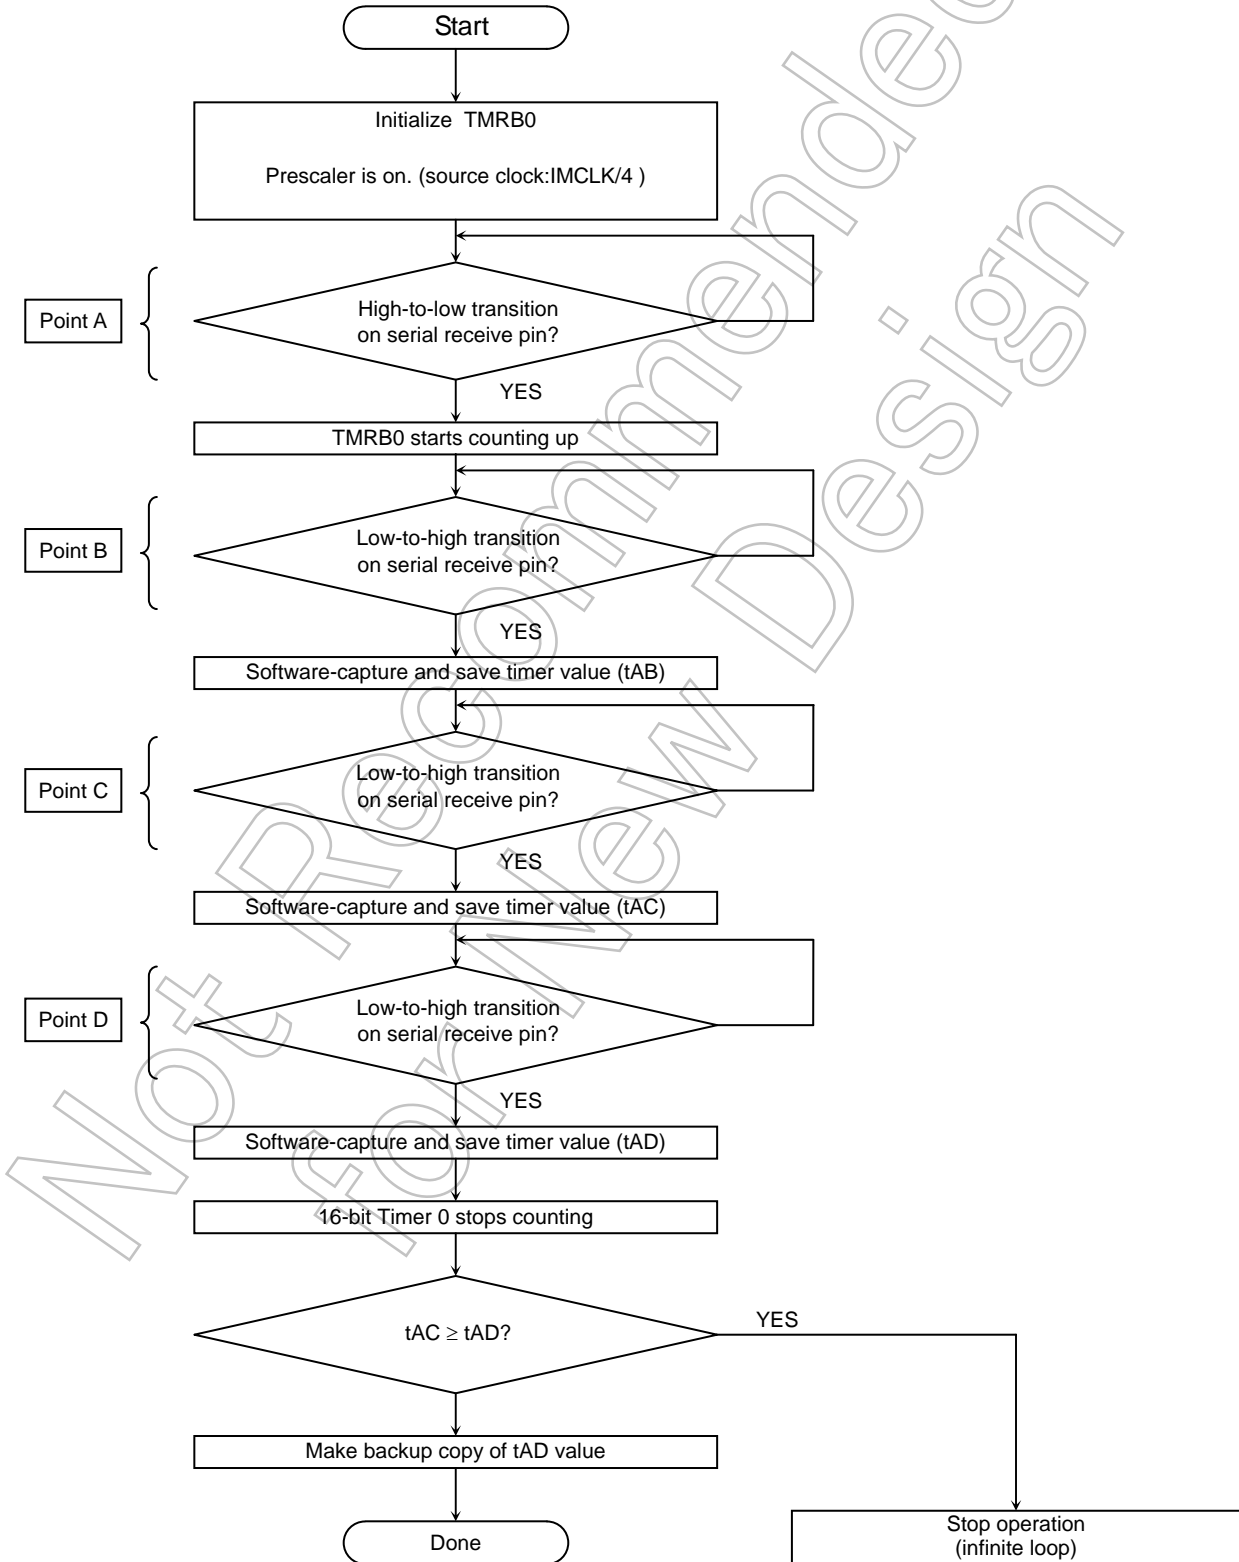 Start
Initialize TMRB0
Prescaler is on. (source clock:IMCLK/4 )
Point A
High-to-low transition
on serial receive pin?
YES
TMRB0 starts counting up
Point B
Low-to-high transition
on serial receive pin?
YES
Software-capture and save timer value (tAB)
Point C
Low-to-high transition
on serial receive pin?
YES
Software-capture and save timer value (tAC)
Point D
Low-to-high transition
on serial receive pin?
YES
Software-capture and save timer value (tAD)
16-bit Timer 0 stops counting
tAC ≥ tAD?
YES
Make backup copy of tAD value
Stop operation
(infinite loop)
Done
Not Recommended
for New Design